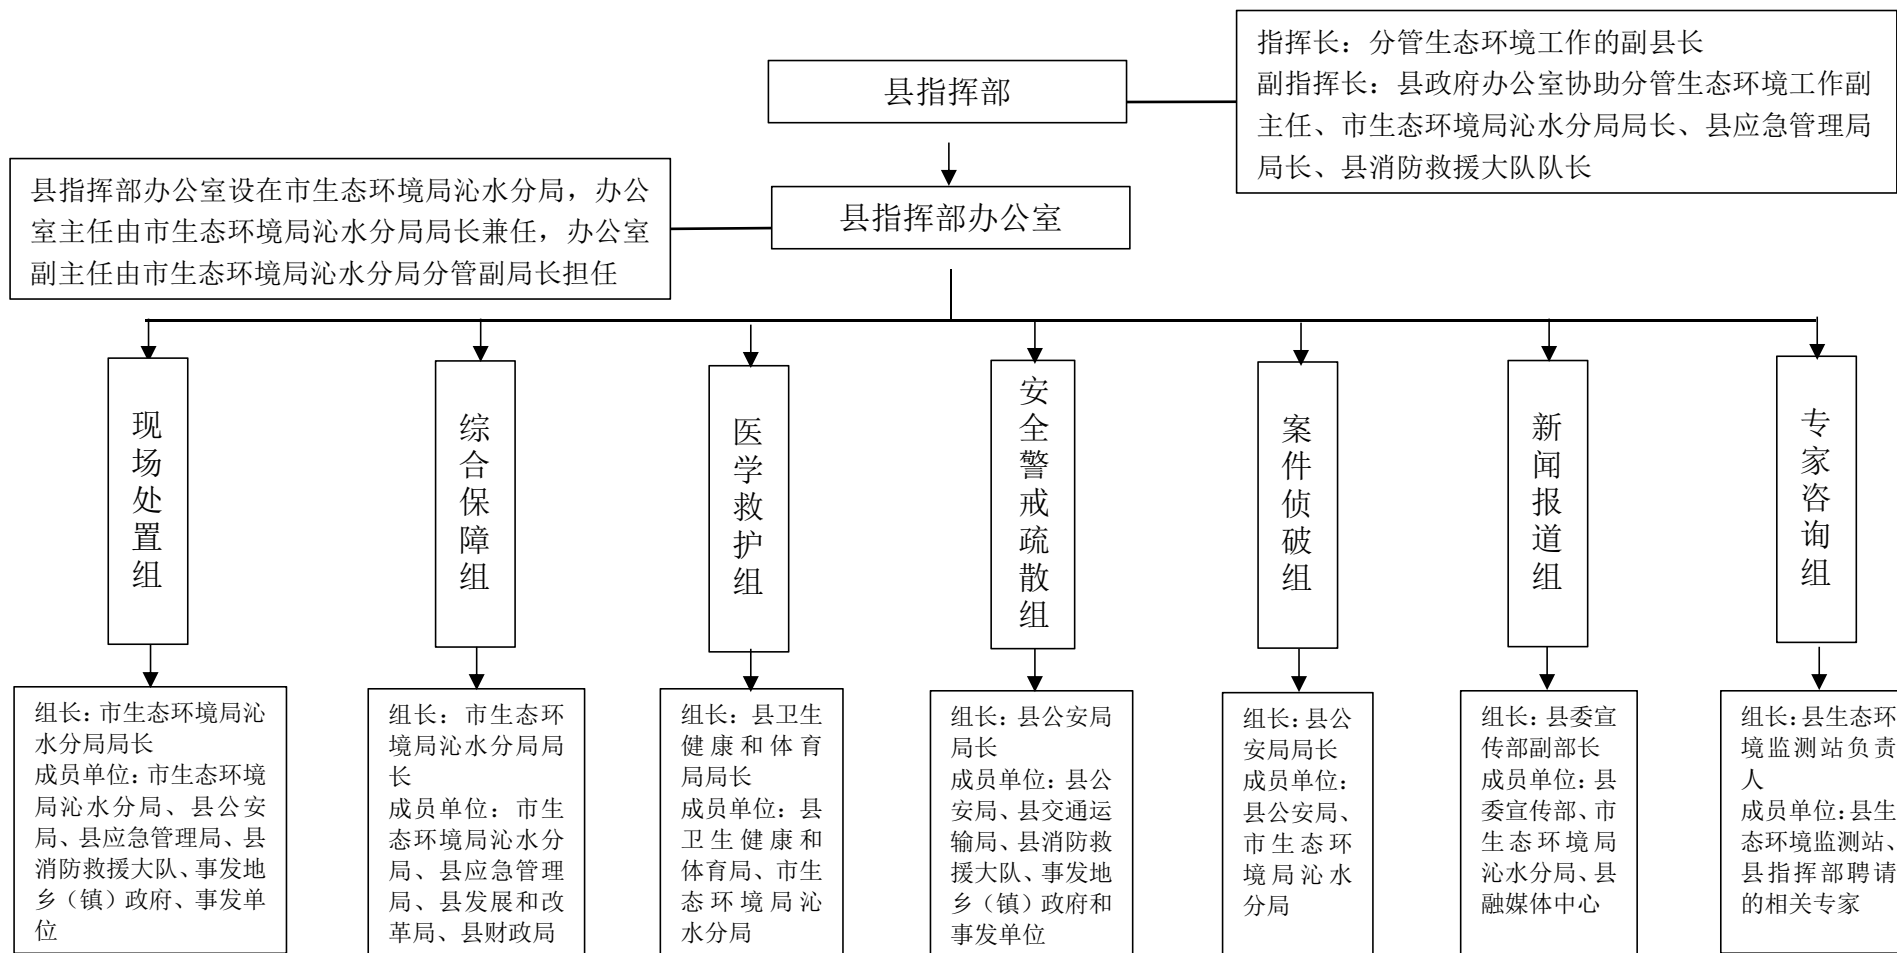 指挥长：分管生态环境工作的副县长
副指挥长：县政府办公室协助分管生态环境工作副
主任、市生态环境局沁水分局局长、县应急管理局
局长、县消防救援大队队长
县指挥部
县指挥部办公室设在市生态环境局沁水分局，办公
室主任由市生态环境局沁水分局局长兼任，办公室
副主任由市生态环境局沁水分局分管副局长担任
县指挥部办公室
现场处置组
综合保障组
医学救护组
安全警戒疏散组
案件侦破组
新闻报道组
专家咨询组
组长：市生态环境局沁
水分局局长
成员单位：市生态环境
局沁水分局、县公安
局、县应急管理局、县
消防救援大队、事发地
乡（镇）政府、事发单
位
组长：市生态环
境局沁水分局局
长
成员单位：市生
态环境局沁水分
局、县应急管理
局、县发展和改
革局、县财政局
组长：县卫生
健康和体育
局局长
成员单位：县
卫生健康和
体育局、市生
态环境局沁
水分局
组长：县公安局
局长
成员单位：县公
安局、县交通运
输局、县消防救
援大队、事发地
乡（镇）政府和
事发单位
组长：县公
安局局长
成员单位：
县公安局、
市生态环
境局沁水
分局
组长：县委宣
传部副部长
成员单位：县
委宣传部、市
生态环境局
沁水分局、县
融媒体中心
组长：县生态环
境监测站负责
人
成员单位：县生
态环境监测站、
县指挥部聘请
的相关专家